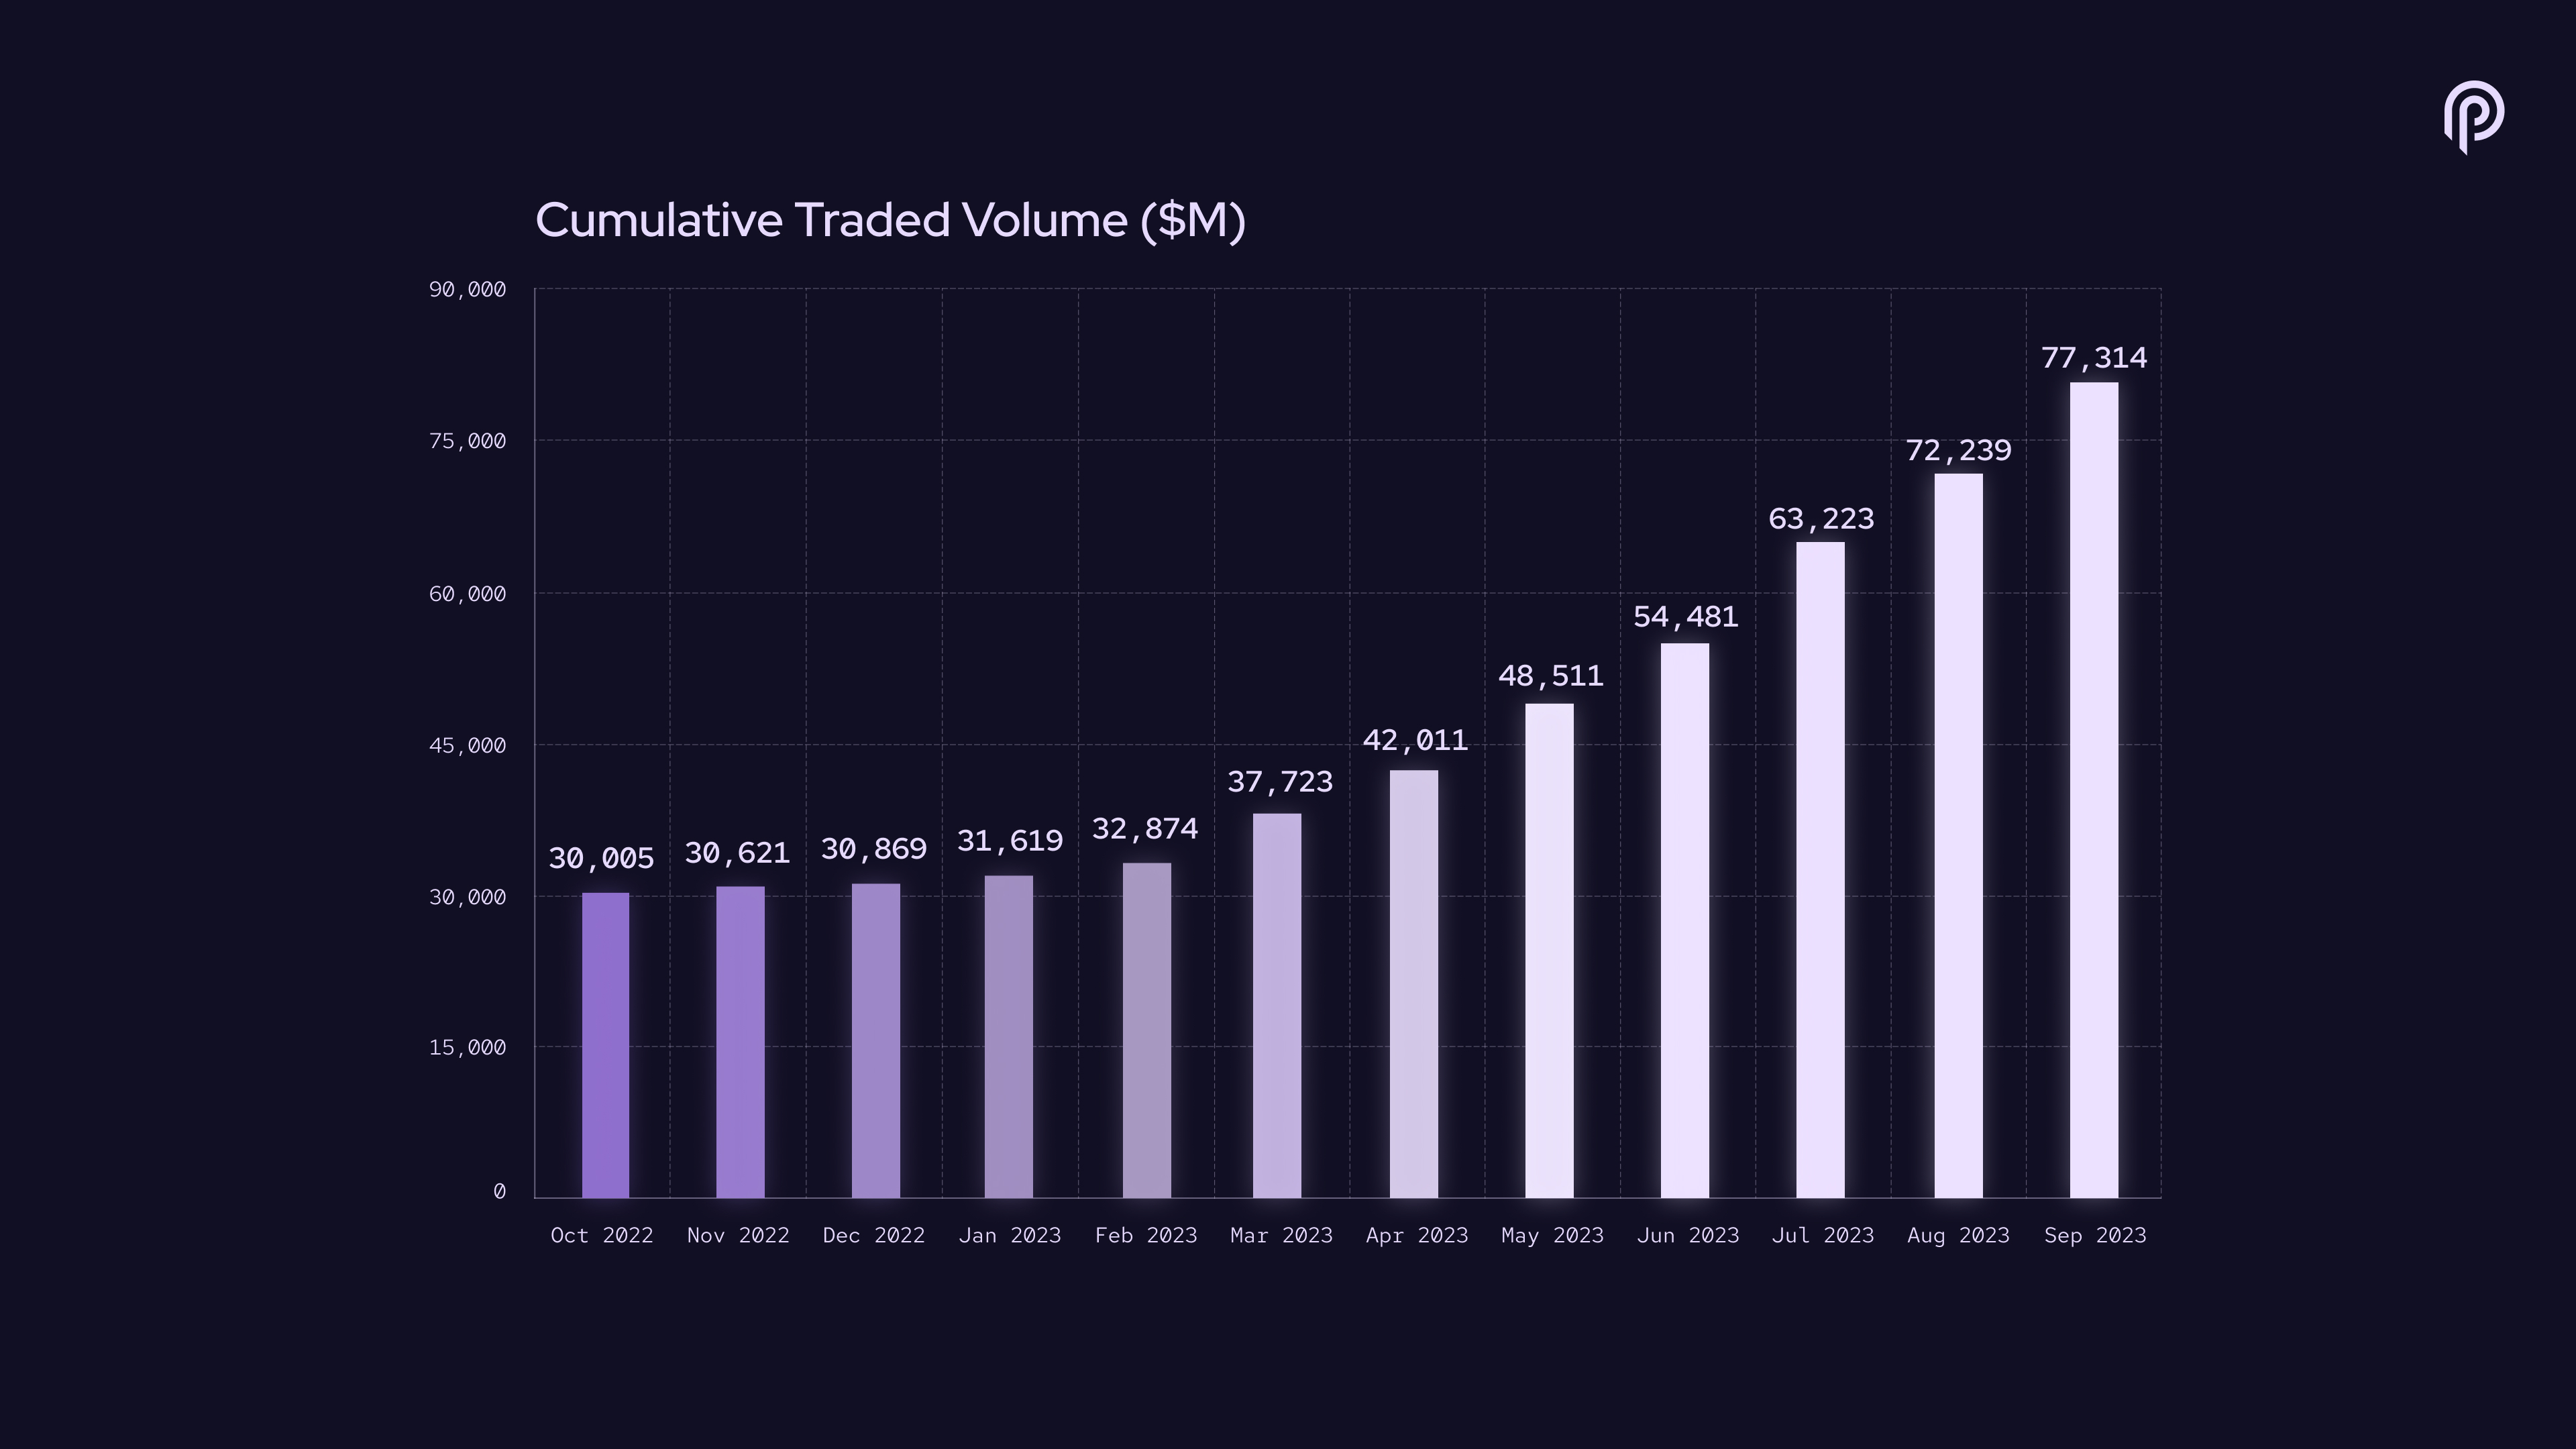 Cumulative Traded Volume ($M)
90,000
75,000
60,000
45,000
30,000
15,000
0
30,005
30,621
30,869
31,619
32,874
37,723
42,011
48,511
54,481
63,223
72,239
77,314
Oct 2022
Nov 2022
Dec 2022
Jan 2023
Feb 2023
Mar 2023
Apr 2023
May 2023
Jun 2023
Jul 2023
Aug 2023
Sep 2023